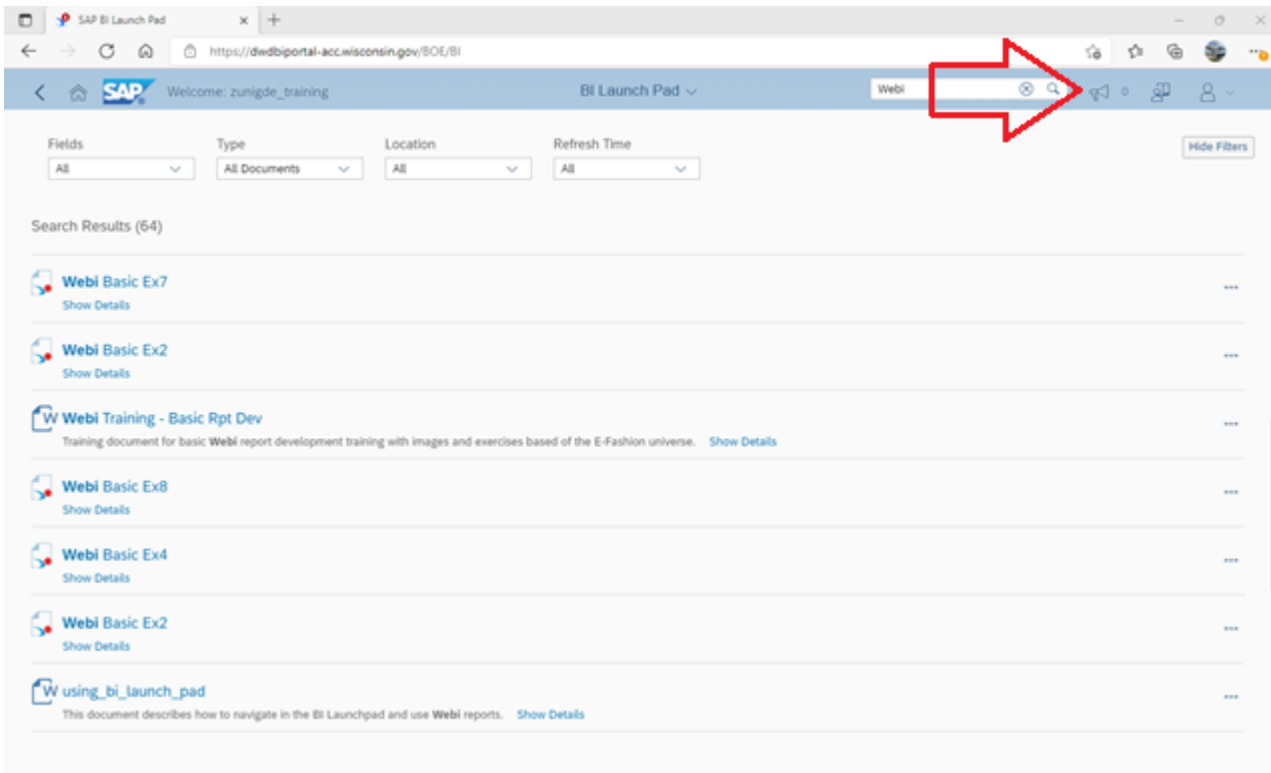 SAP BI Launch Pad
https://dwdbiportal-acc.wisconsin.gov/BOE/BI
SAP Welcome: zunigde_training BI Launch Pad Webi 0
Fields Type Location Refresh Time
All All Documents All All Hide Filters
Search Results (64)
Webi Basic Ex7
Show Details
Webi Basic Ex2
Show Details
W Webi Training - Basic Rpt Dev
Training document for basic Webi report development training with images and exercises based of the E-Fashion universe. Show Details
Webi Basic Ex8
Show Details
Webi Basic Ex4
Show Details
Webi Basic Ex2
Show Details
W using_bi_launch_pad
This document describes how to navigate in the BI Launchpad and use Webi reports. Show Details